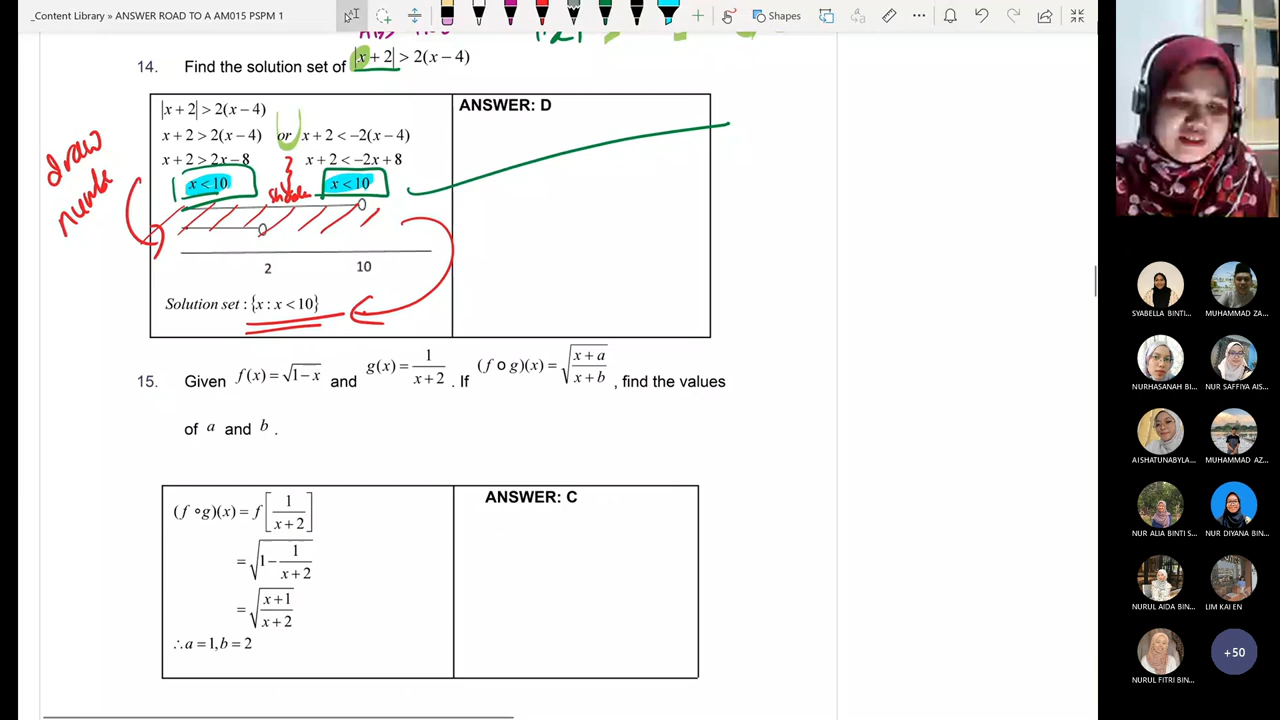 _Content Library » ANSWER ROAD TO A AM015 PSPM 1
Shapes
14. Find the solution set of |x + 2| > 2(x − 4)
|x + 2| > 2(x − 4)
x + 2 > 2(x − 4) or x + 2 < −2(x − 4)
x + 2 > 2x − 8 x + 2 < −2x + 8
x < 10 x < 10
shade
draw
2 10
Solution set : {x : x < 10}
ANSWER: D
15. Given f(x) = √(1 − x) and g(x) = 1/(x + 2) . If (f o g)(x) = √((x + a)/(x + b)) , find the values
of a and b .
(f ∘ g)(x) = f[1/(x + 2)]
= √(1 − 1/(x + 2))
= √((x + 1)/(x + 2))
∴ a = 1, b = 2
ANSWER: C
SYABELLA BINTI... MUHAMMAD ZA...
NURHASANAH BI... NUR SAFFIYA AIS...
AISHATUNABYLA... MUHAMMAD AZ...
NUR ALIA BINTI S... NUR DIYANA BIN...
NURUL AIDA BIN... LIM KAI EN
NURUL FITRI BIN... +50